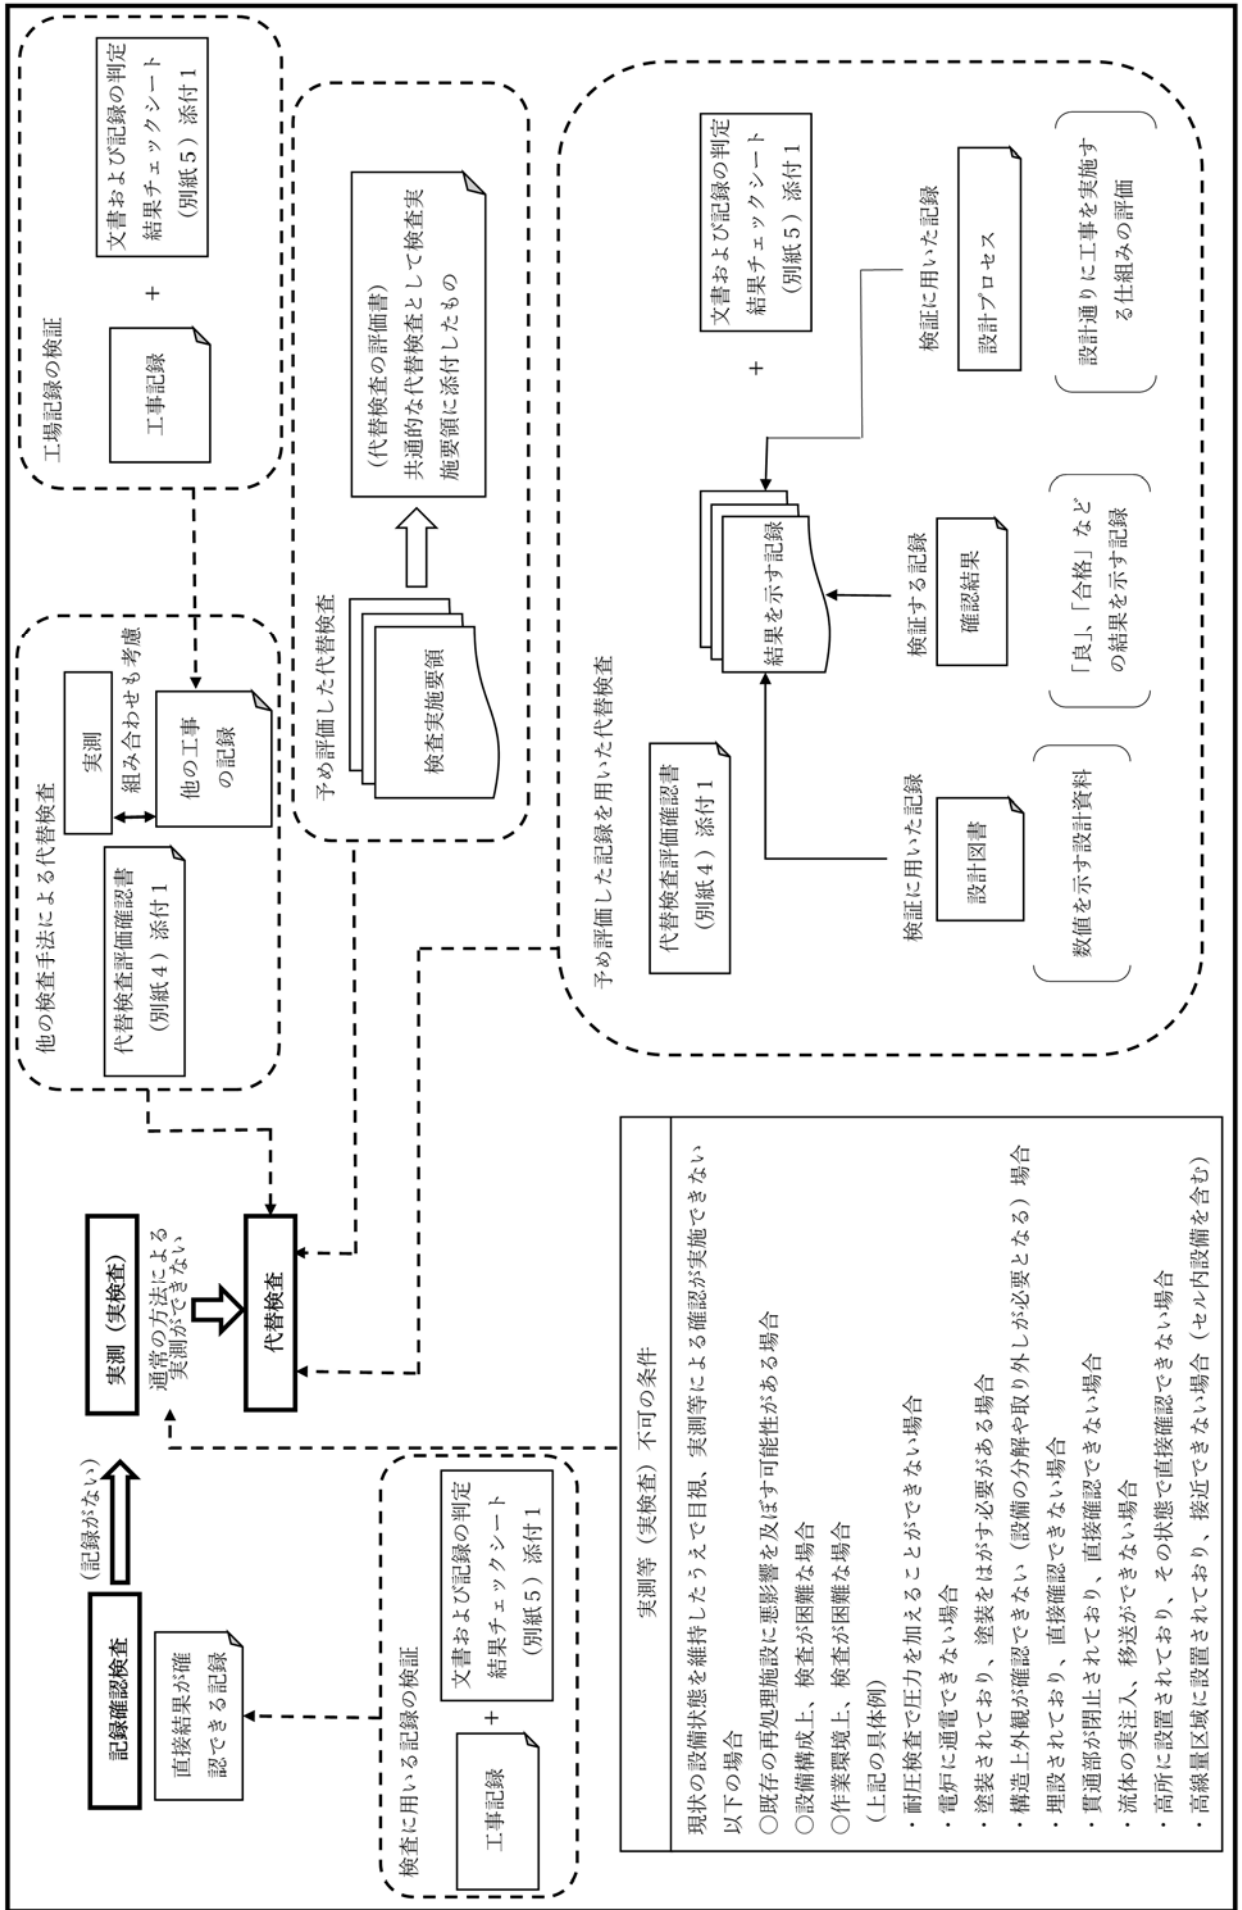 記録確認検査
直接結果が確
認できる記録
(記録がない)
実測（実検査）
通常の方法による
実測ができない
代替検査
検査に用いる記録の検証
工事記録
+
文書および記録の判定
結果チェックシート
（別紙５）添付１
他の検査手法による代替検査
代替検査評価確認書
（別紙４）添付１
実測
組み合わせも考慮
他の工事
の記録
工場記録の検証
工事記録
+
文書および記録の判定
結果チェックシート
（別紙５）添付１
予め評価した代替検査
検査実施要領
（代替検査の評価書）
共通的な代替検査として検査実
施要領に添付したもの
予め評価した記録を用いた代替検査
代替検査評価確認書
（別紙４）添付１
結果を示す記録
+
文書および記録の判定
結果チェックシート
（別紙５）添付１
検証に用いた記録
設計図書
数値を示す設計資料
検証する記録
確認結果
「良」、「合格」など
の結果を示す記録
検証に用いた記録
設計プロセス
設計通りに工事を実施す
る仕組みの評価
実測等（実検査）不可の条件
現状の設備状態を維持したうえで目視、実測等による確認が実施できない
以下の場合
○既存の再処理施設に悪影響を及ぼす可能性がある場合
○設備構成上、検査が困難な場合
○作業環境上、検査が困難な場合
（上記の具体例）
・耐圧検査で圧力を加えることができない場合
・電炉に通電できない場合
・塗装されており、塗装をはがす必要がある場合
・構造上外観が確認できない（設備の分解や取り外しが必要となる）場合
・埋設されており、直接確認できない場合
・貫通部が閉止されており、直接確認できない場合
・流体の実注入、移送ができない場合
・高所に設置されており、その状態で直接確認できない場合
・高線量区域に設置されており、接近できない場合（セル内設備を含む）